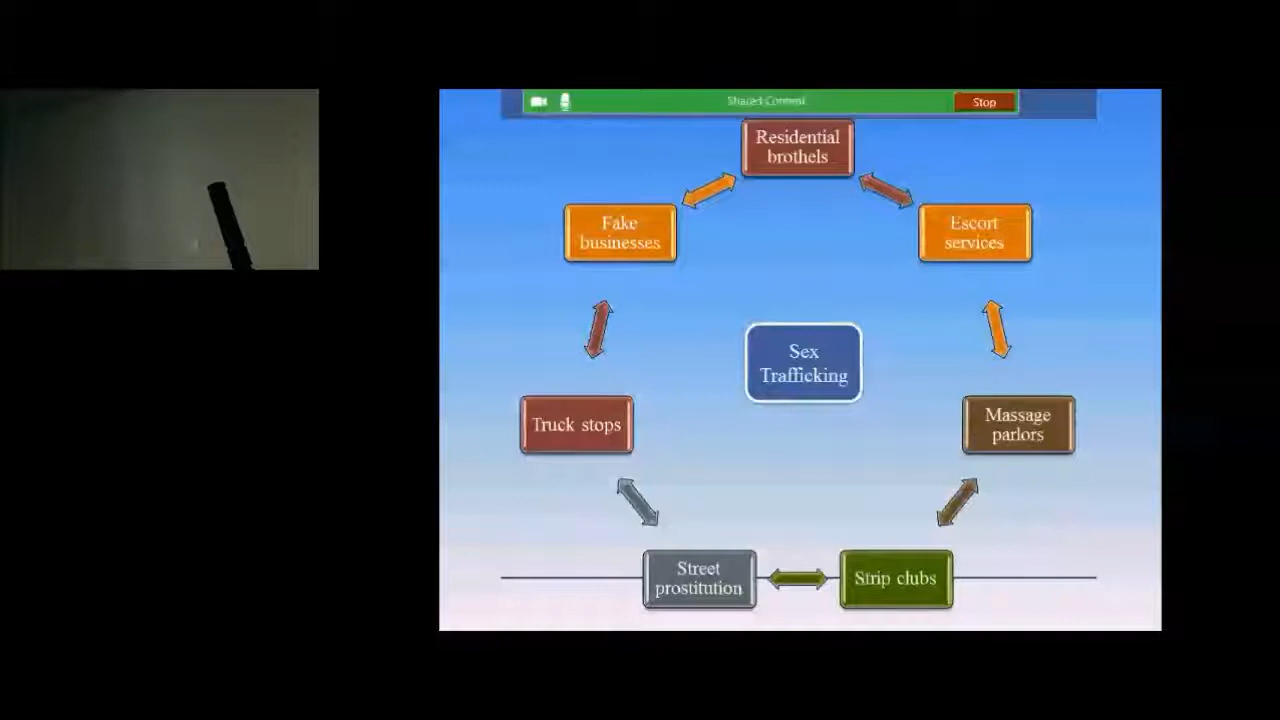 Shared Content
Stop
Residential
brothels
Fake
businesses
Escort
services
Sex
Trafficking
Truck stops
Massage
parlors
Street
prostitution
Strip clubs